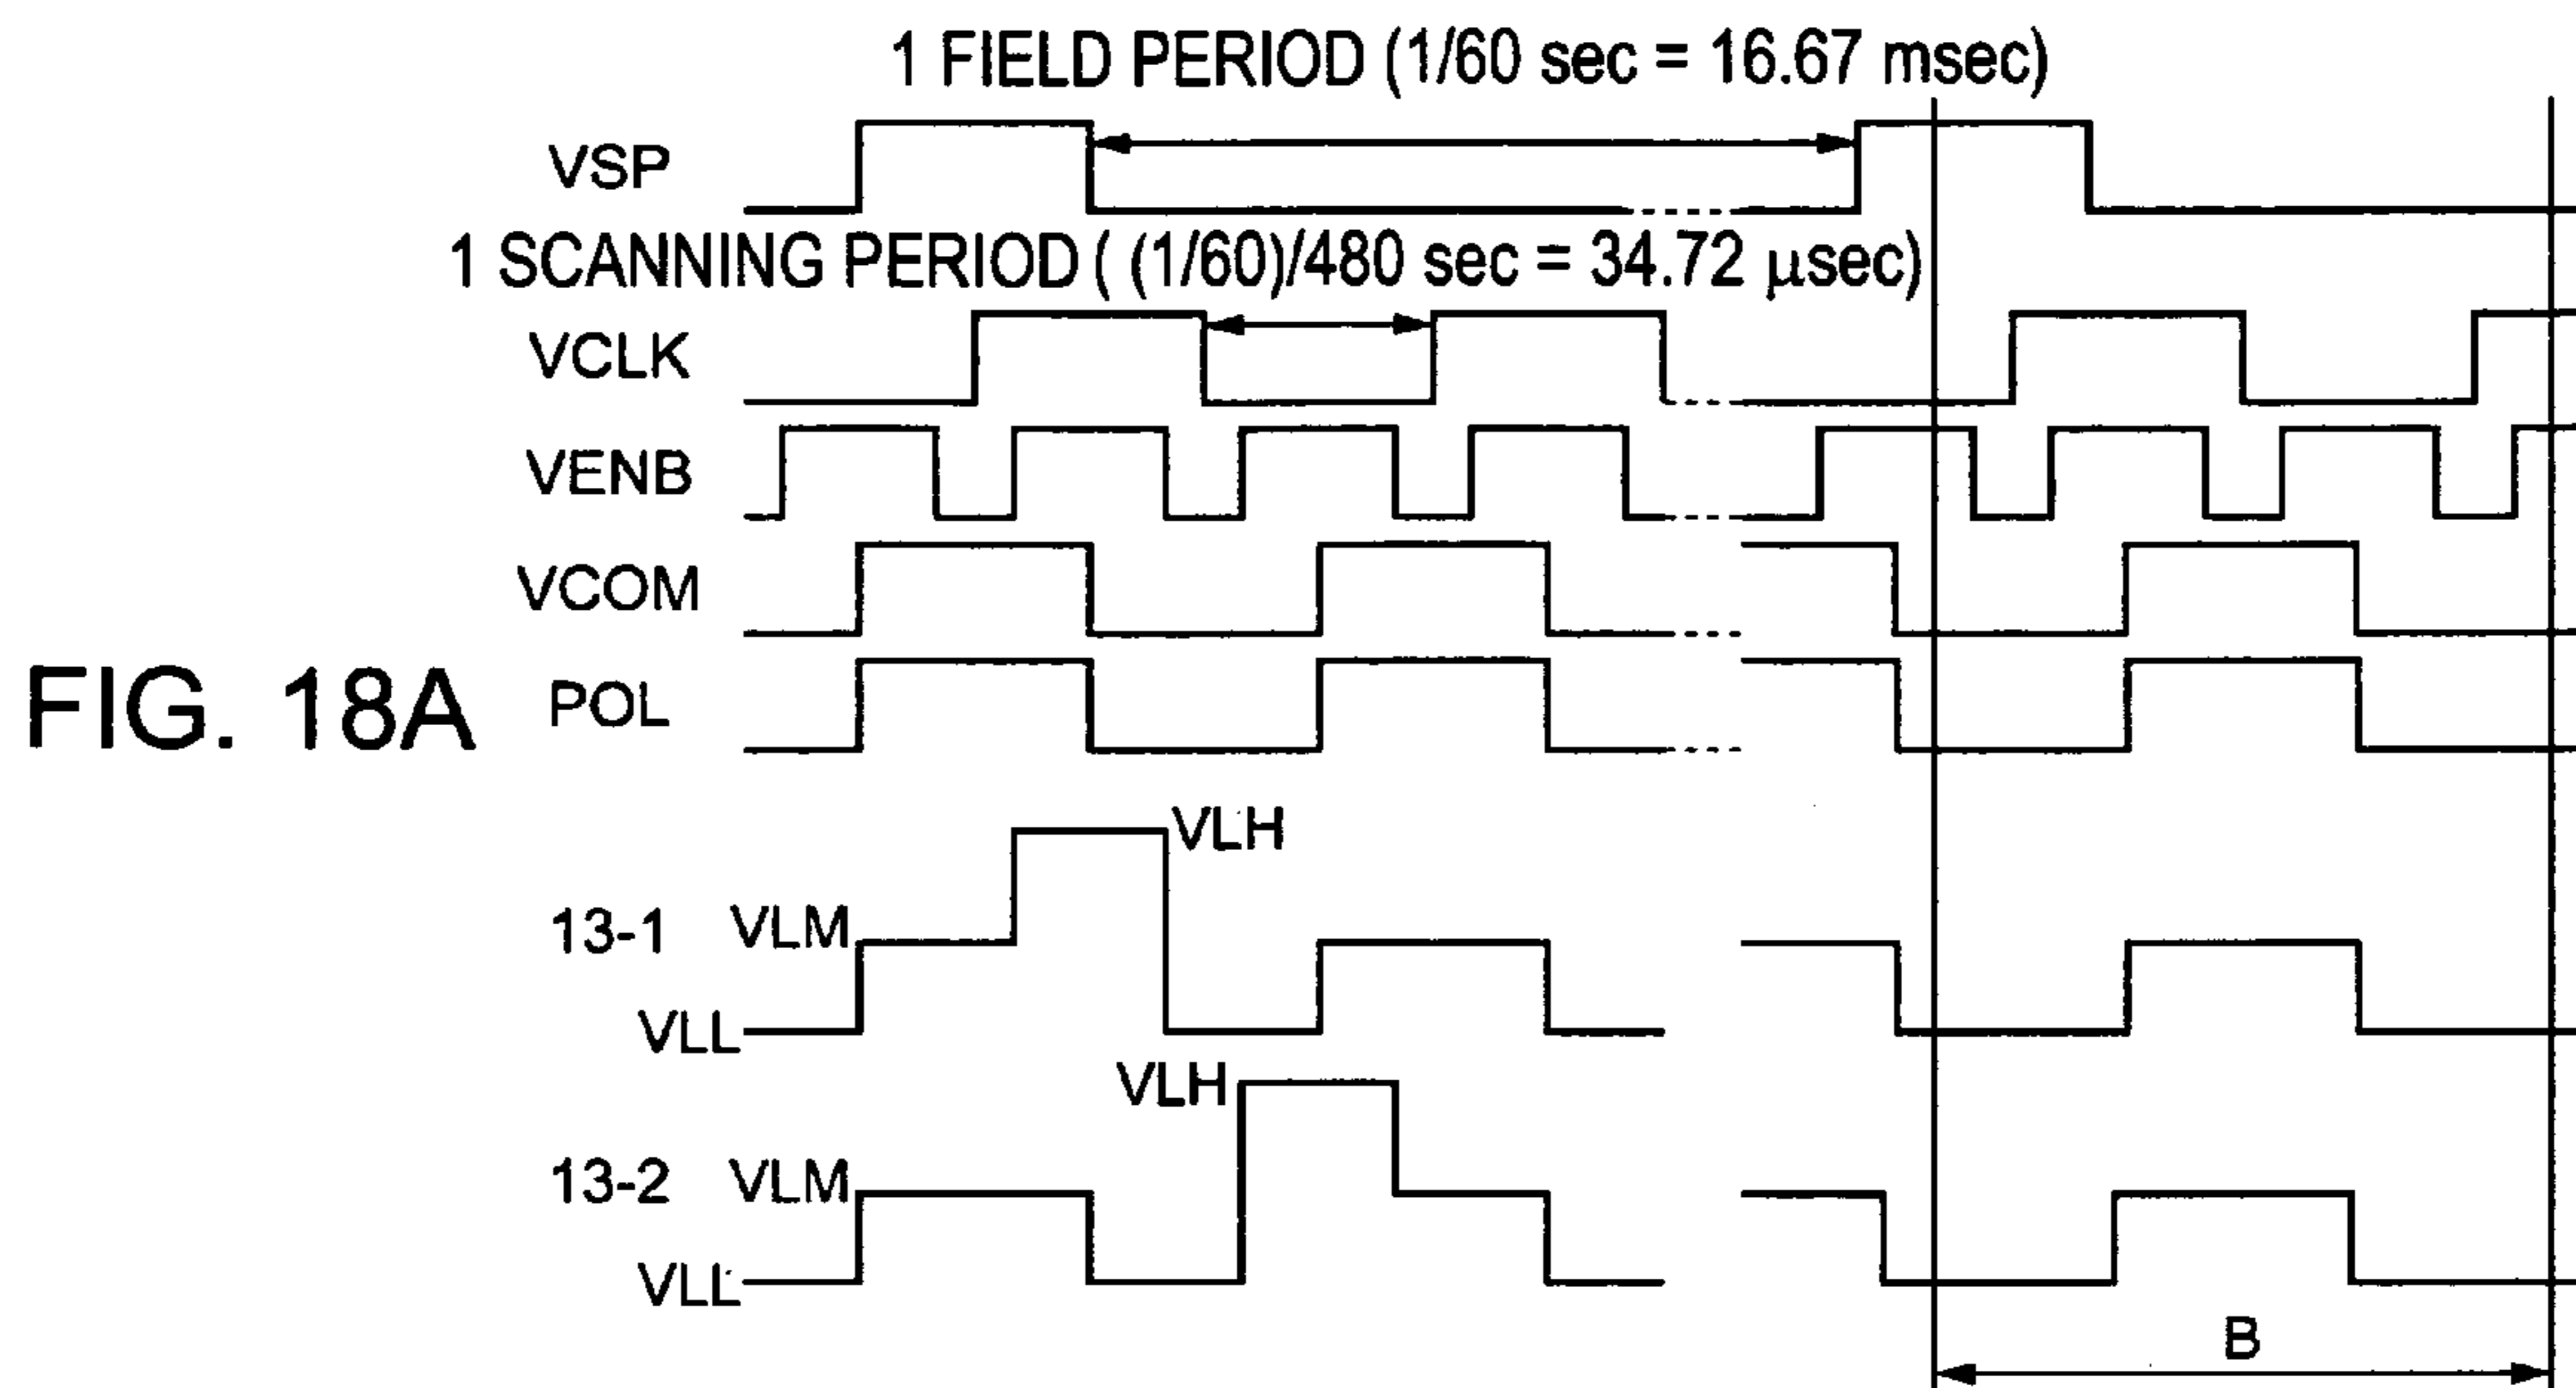 1 FIELD PERIOD (1/60 sec = 16.67 msec)
VSP
1 SCANNING PERIOD ( (1/60)/480 sec = 34.72 μsec)
VCLK
VENB
VCOM
FIG. 18A
POL
VLH
13-1 VLM
VLL
VLH
13-2 VLM
VLL
B